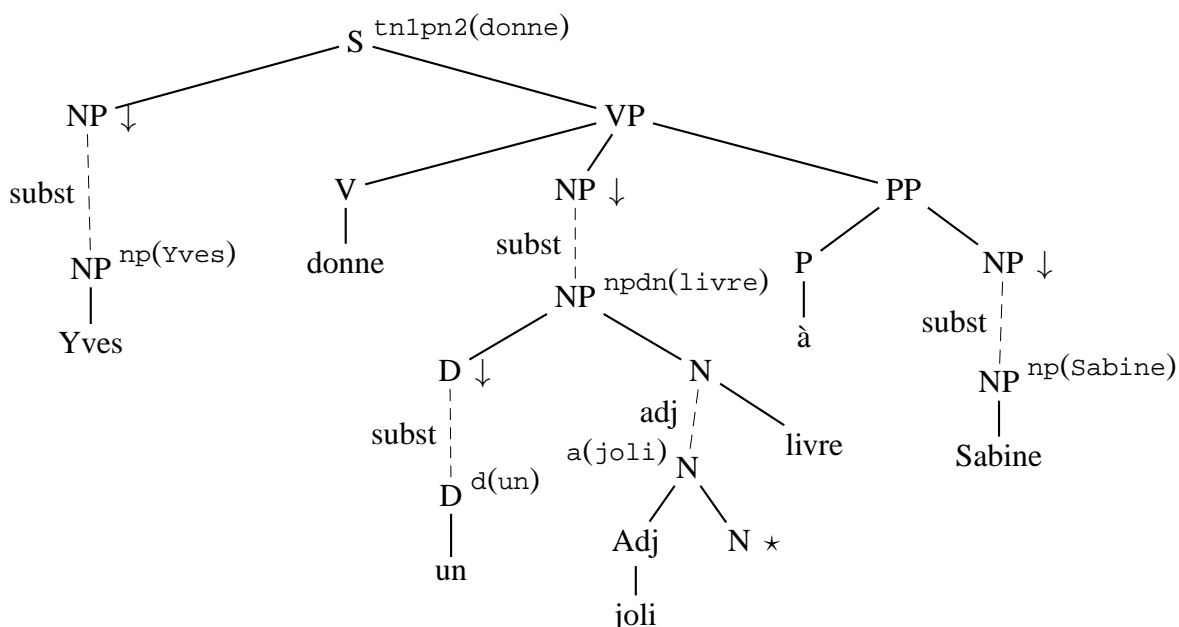 S tn1pn2(donne)
NP ↓ VP
subst V NP ↓ PP
NP np(Yves) donne subst P NP ↓
Yves NP npdn(livre) à subst
D ↓ N NP np(Sabine)
subst adj livre Sabine
D d(un) a(joli) N
un Adj N ⋆
joli